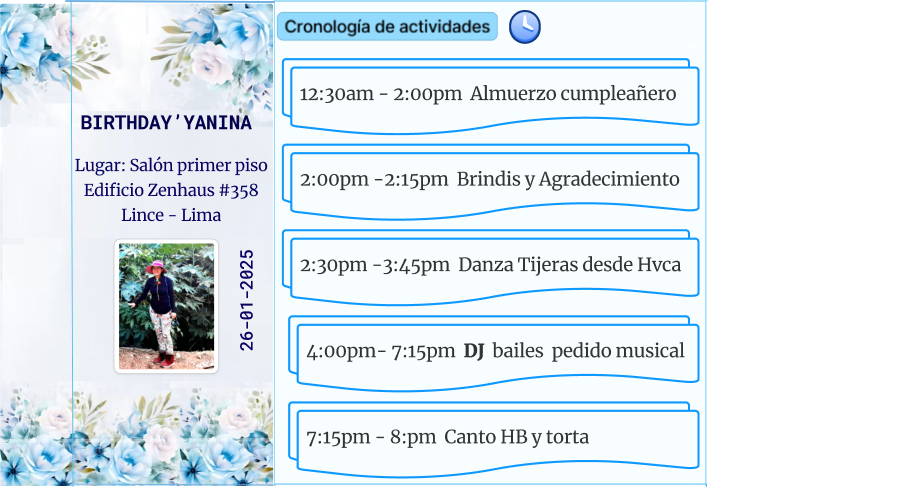 BIRTHDAY'YANINA
Lugar: Salón primer piso
Edificio Zenhaus #358
Lince - Lima
26-01-2025
Cronología de actividades
12:30am - 2:00pm Almuerzo cumpleañero
2:00pm -2:15pm Brindis y Agradecimiento
2:30pm -3:45pm Danza Tijeras desde Hvca
4:00pm- 7:15pm DJ bailes pedido musical
7:15pm - 8:pm Canto HB y torta